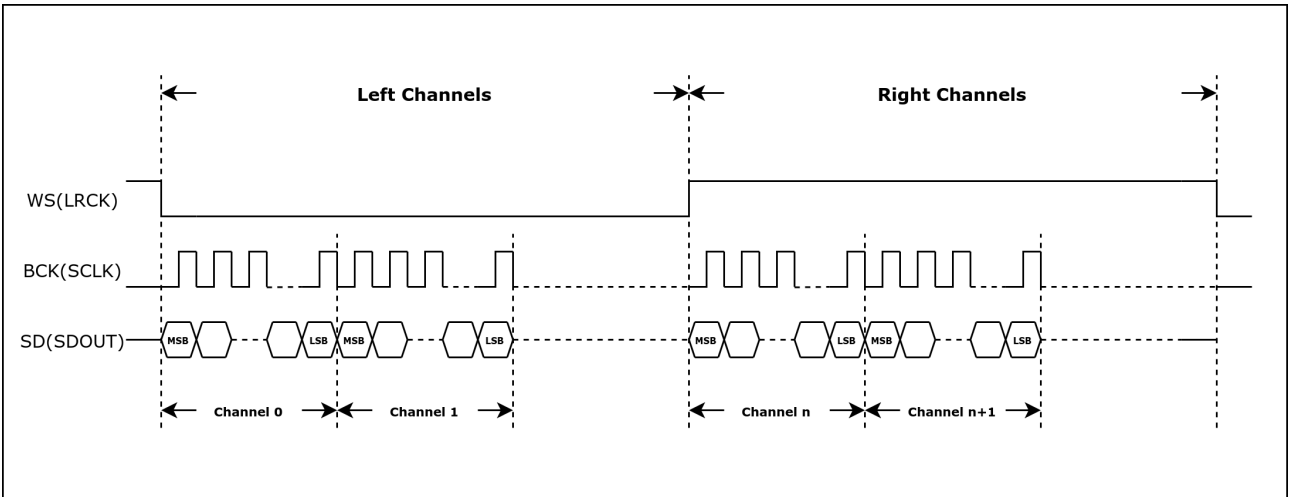 Left Channels
Right Channels
WS(LRCK)
BCK(SCLK)
SD(SDOUT)
MSB
LSB
MSB
LSB
MSB
LSB
MSB
LSB
Channel 0
Channel 1
Channel n
Channel n+1